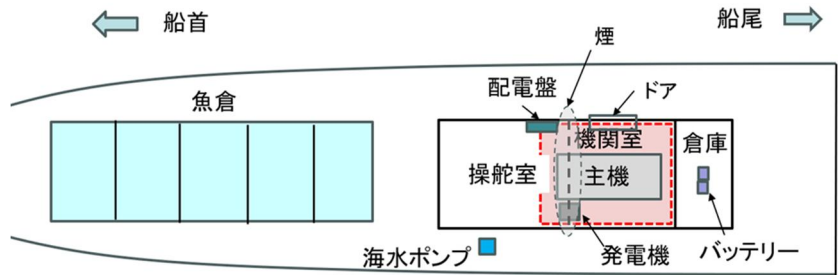 船首
船尾
煙
魚倉
配電盤
ドア
機関室
倉庫
操舵室
主機
海水ポンプ
発電機
バッテリー